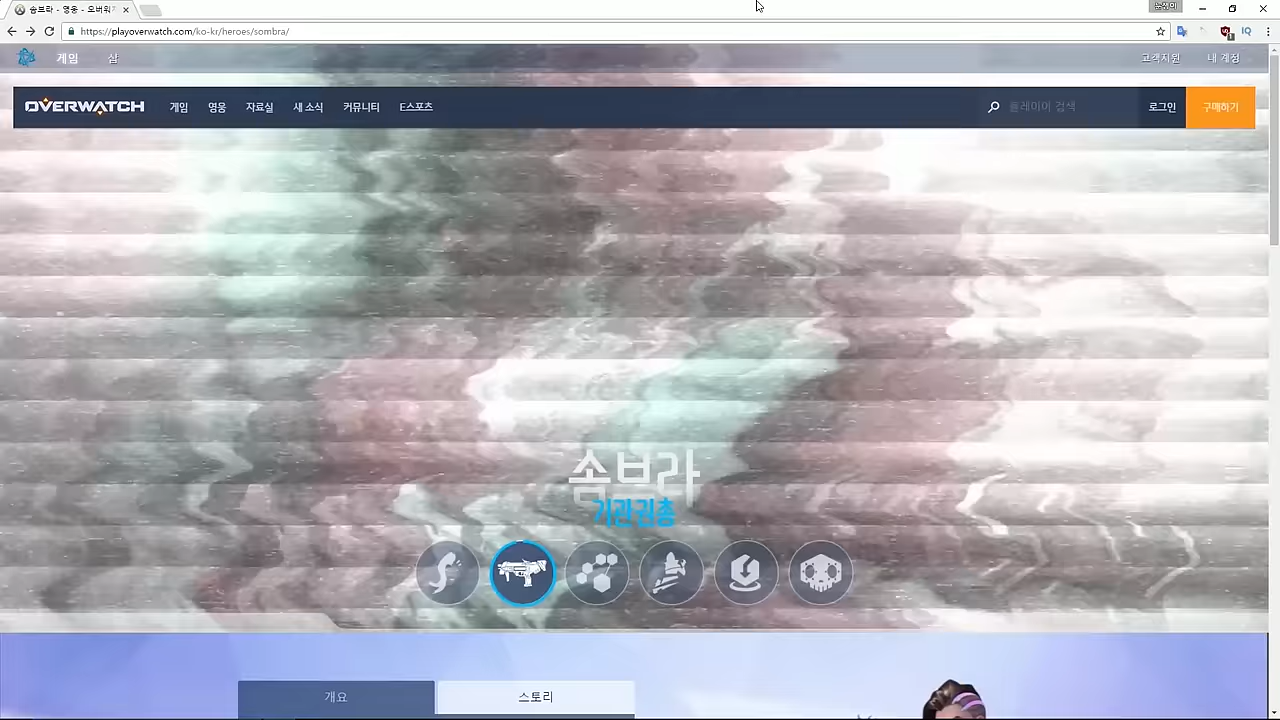 솜브라 - 영웅 - 오버워치
https://playoverwatch.com/ko-kr/heroes/sombra/
게임
샵
고객지원
내 계정
OVERWATCH
게임
영웅
자료실
새 소식
커뮤니티
E스포츠
플레이어 검색
로그인
구매하기
솜브라
기관권총
개요
스토리